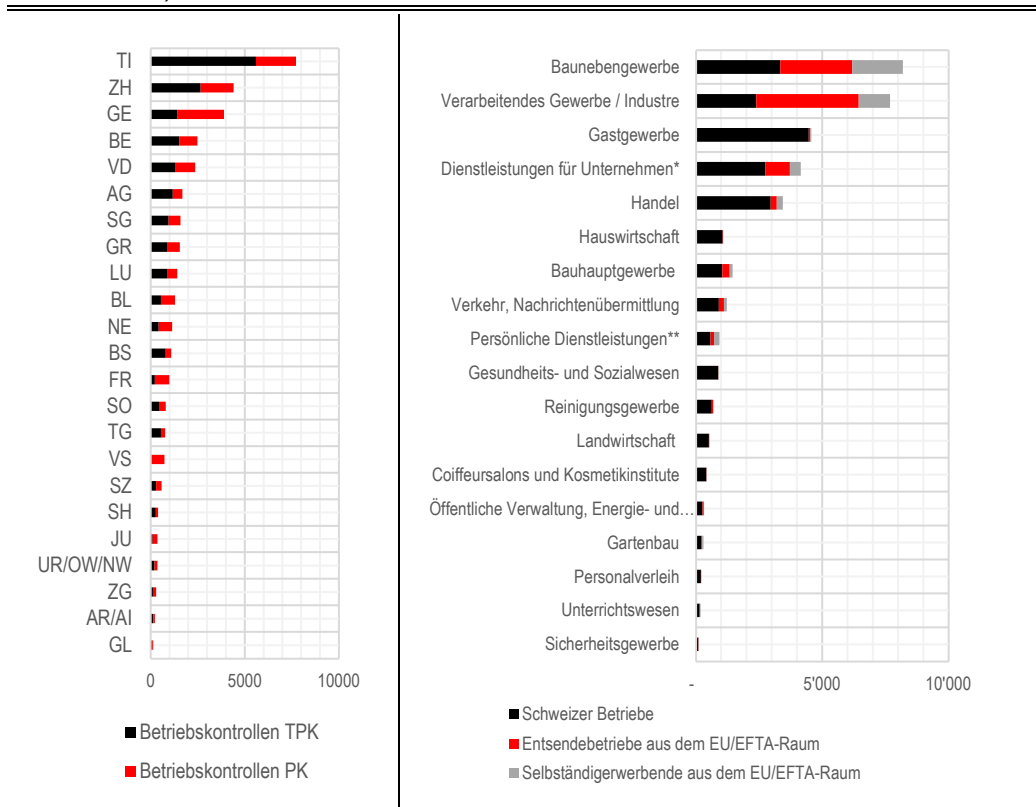 TI
ZH
GE
BE
VD
AG
SG
GR
LU
BL
NE
BS
FR
SO
TG
VS
SZ
SH
JU
UR/OW/NW
ZG
AR/AI
GL
0 5000 10000
Betriebskontrollen TPK
Betriebskontrollen PK
Baunebengewerbe
Verarbeitendes Gewerbe / Industre
Gastgewerbe
Dienstleistungen für Unternehmen*
Handel
Hauswirtschaft
Bauhauptgewerbe
Verkehr, Nachrichtenübermittlung
Persönliche Dienstleistungen**
Gesundheits- und Sozialwesen
Reinigungsgewerbe
Landwirtschaft
Coiffeursalons und Kosmetikinstitute
Öffentliche Verwaltung, Energie- und…
Gartenbau
Personalverleih
Unterrichtswesen
Sicherheitsgewerbe
- 5'000 10'000
Schweizer Betriebe
Entsendebetriebe aus dem EU/EFTA-Raum
Selbständigerwerbende aus dem EU/EFTA-Raum